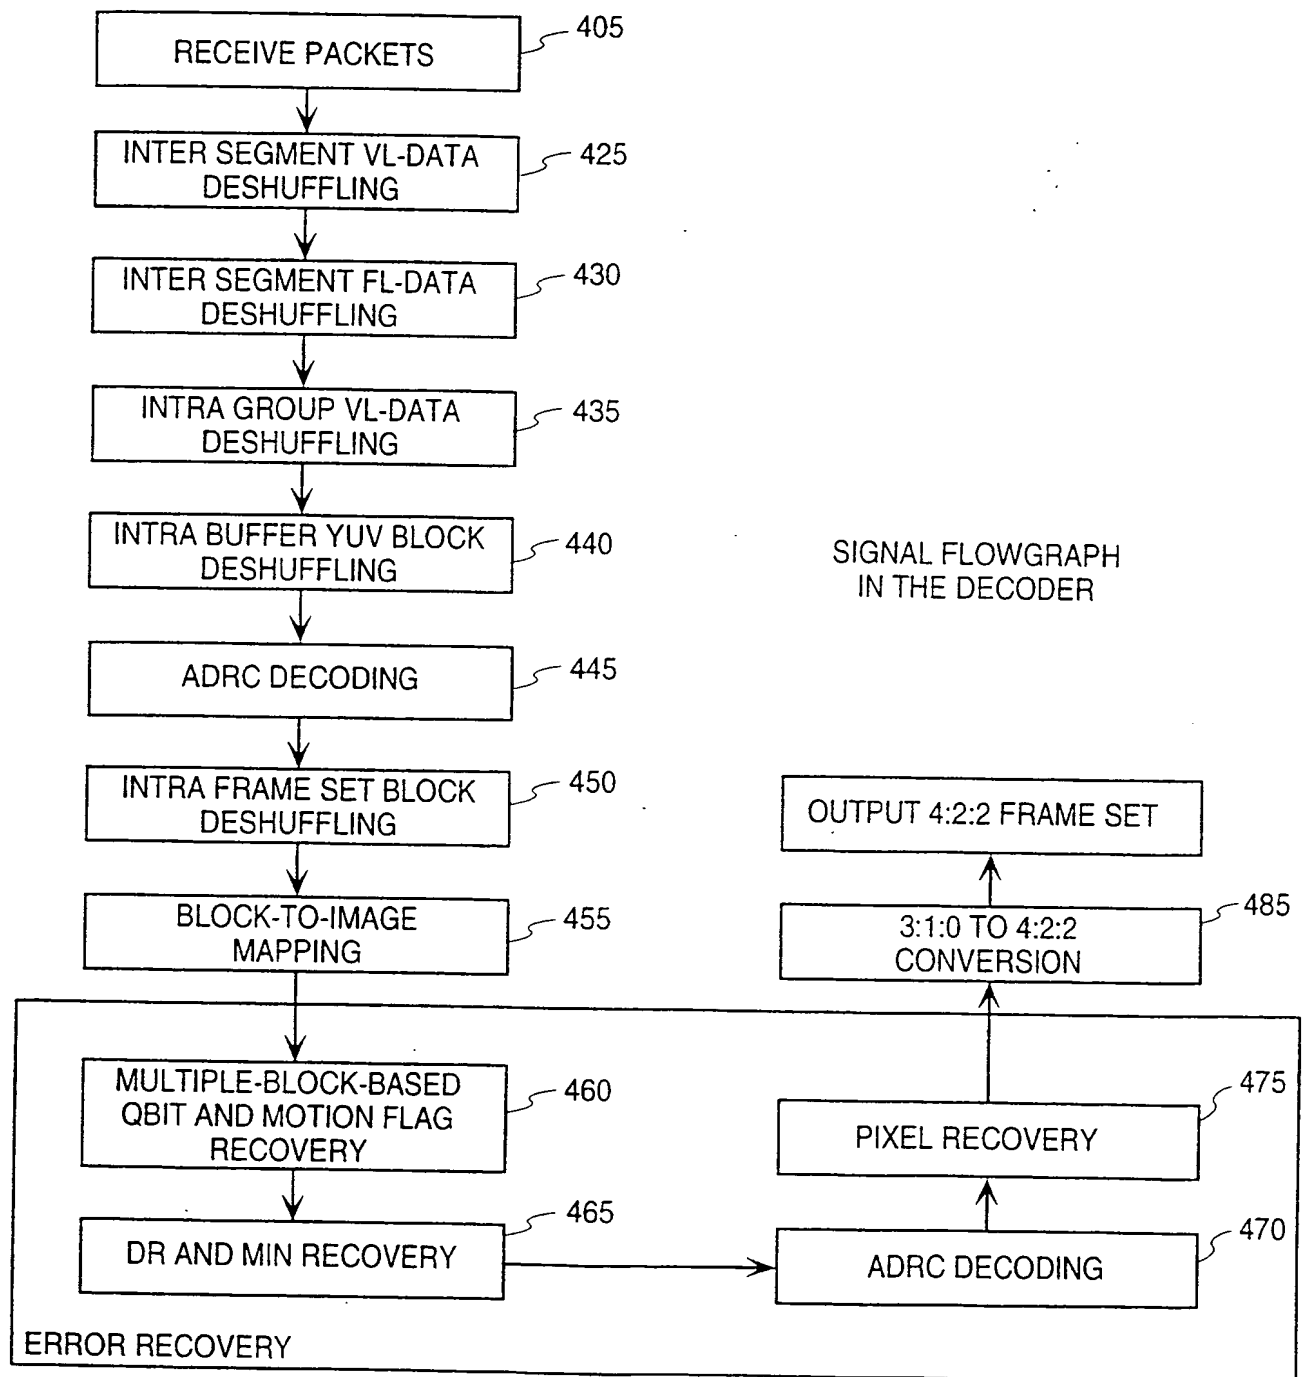 RECEIVE PACKETS
405
INTER SEGMENT VL-DATA
DESHUFFLING
425
INTER SEGMENT FL-DATA
DESHUFFLING
430
INTRA GROUP VL-DATA
DESHUFFLING
435
INTRA BUFFER YUV BLOCK
DESHUFFLING
440
SIGNAL FLOWGRAPH
IN THE DECODER
ADRC DECODING
445
INTRA FRAME SET BLOCK
DESHUFFLING
450
BLOCK-TO-IMAGE
MAPPING
455
MULTIPLE-BLOCK-BASED
QBIT AND MOTION FLAG
RECOVERY
460
DR AND MIN RECOVERY
465
ADRC DECODING
470
PIXEL RECOVERY
475
3:1:0 TO 4:2:2
CONVERSION
485
OUTPUT 4:2:2 FRAME SET
ERROR RECOVERY